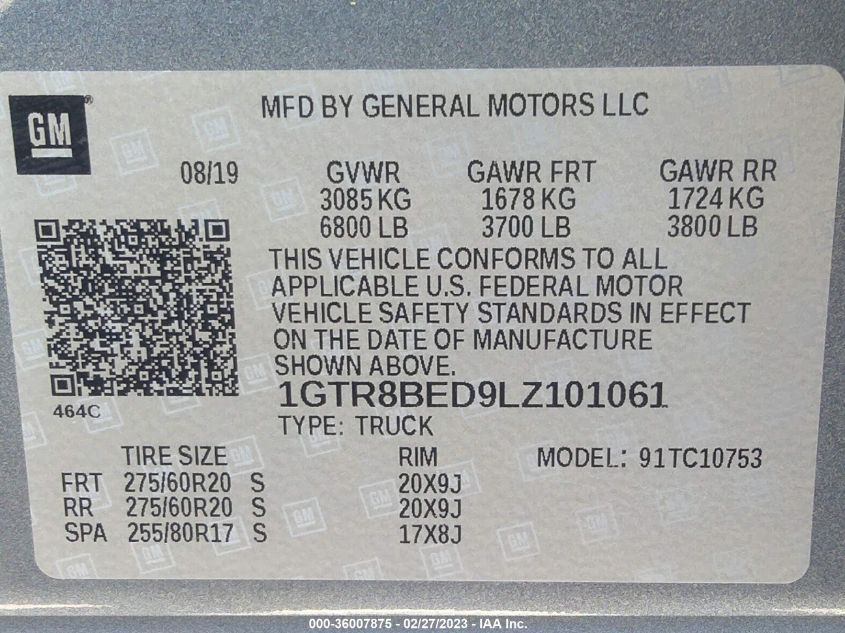 GM ®
MFD BY GENERAL MOTORS LLC
08/19 GVWR GAWR FRT GAWR RR
3085 KG 1678 KG 1724 KG
6800 LB 3700 LB 3800 LB
THIS VEHICLE CONFORMS TO ALL
APPLICABLE U.S. FEDERAL MOTOR
VEHICLE SAFETY STANDARDS IN EFFECT
ON THE DATE OF MANUFACTURE
SHOWN ABOVE.
464C
1GTR8BED9LZ101061
TYPE: TRUCK
TIRE SIZE RIM MODEL: 91TC10753
FRT 275/60R20 S 20X9J
RR 275/60R20 S 20X9J
SPA 255/80R17 S 17X8J
000-36007875 - 02/27/2023 - IAA Inc.